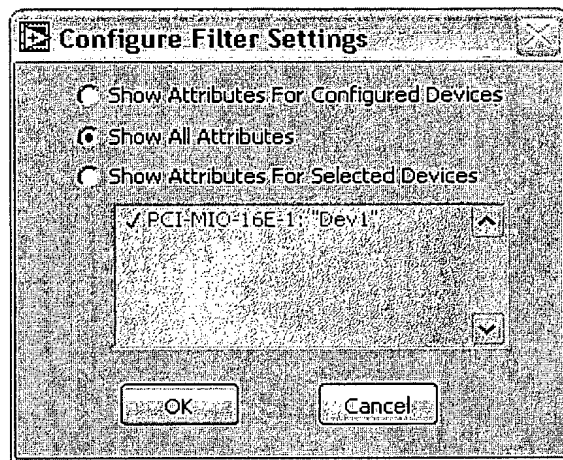 Configure Filter Settings
Show Attributes For Configured Devices
Show All Attributes
Show Attributes For Selected Devices
✓ PCI-MIO-16E-1: "Dev1"
OK
Cancel